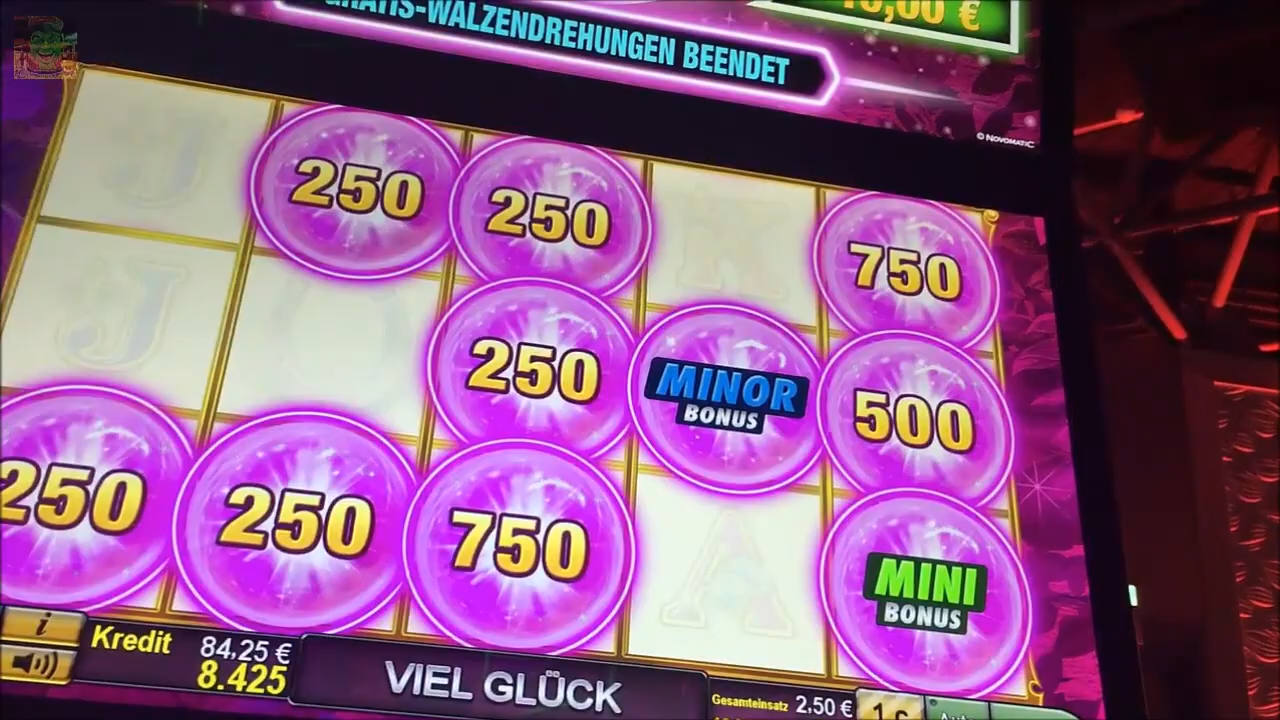 GRATIS-WALZENDREHUNGEN BEENDET
© NOVOMATIC
J
250
250
750
J
250
MINOR
BONUS
500
250
250
750
A
MINI
BONUS
i
Kredit
84,25 €
8.425
VIEL GLÜCK
Gesamteinsatz 2.50 €